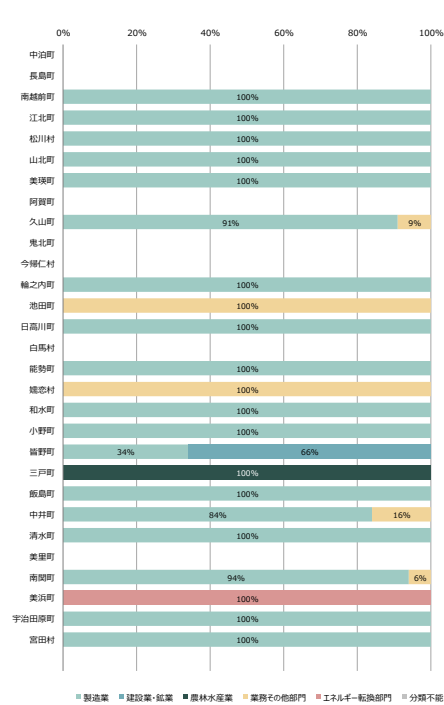 0% 20% 40% 60% 80% 100%
中泊町
長島町
南越前町 100%
江北町 100%
松川村 100%
山北町 100%
美瑛町 100%
阿賀町
久山町 91% 9%
鬼北町
今帰仁村
輪之内町 100%
池田町 100%
日高川町 100%
白馬村
能勢町 100%
嬬恋村 100%
和水町 100%
小野町 100%
皆野町 34% 66%
三戸町 100%
飯島町 100%
中井町 84% 16%
清水町 100%
美里町
南関町 94% 6%
美浜町 100%
宇治田原町 100%
宮田村 100%
製造業 建設業・鉱業 農林水産業 業務その他部門 エネルギー転換部門 分類不能